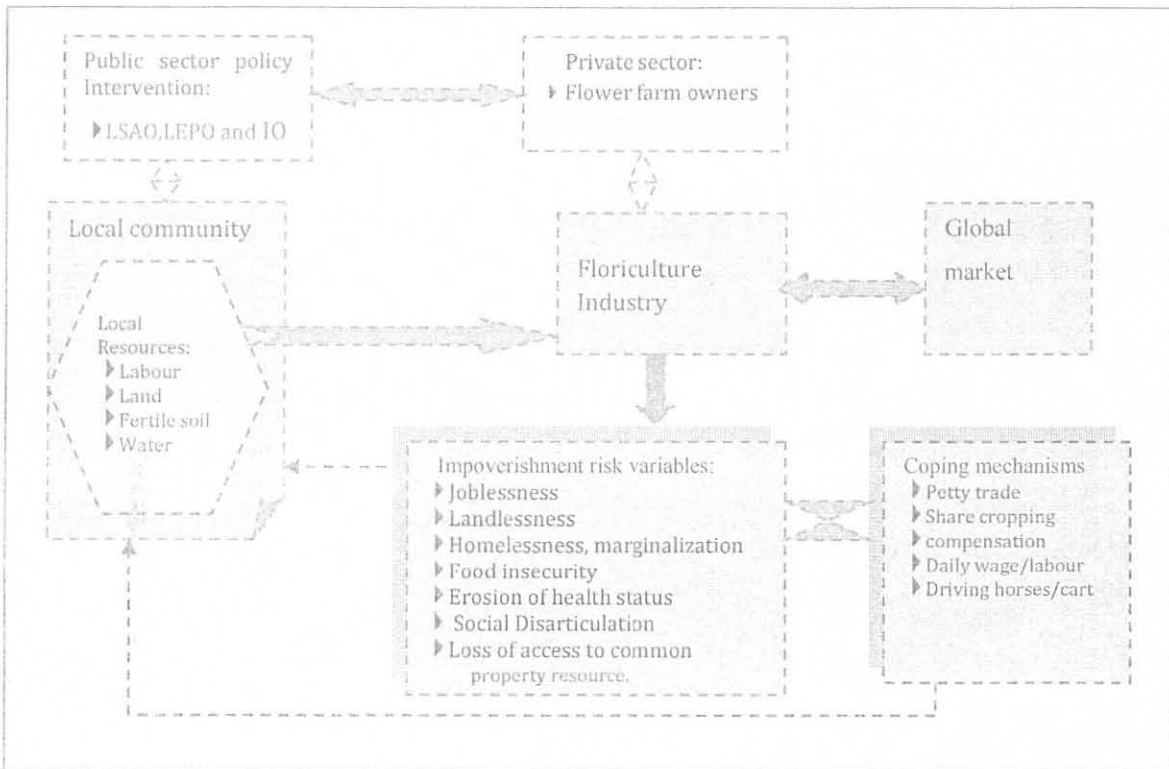 Public sector policy
Intervention:
LSAO,LEPO and IO
Private sector:
Flower farm owners
Local community
Local
Resources:
Labour
Land
Fertile soil
Water
Floriculture
Industry
Global
market
Impoverishment risk variables:
Joblessness
Landlessness
Homelessness, marginalization
Food insecurity
Erosion of health status
Social Disarticulation
Loss of access to common
property resource.
Coping mechanisms
Petty trade
Share cropping
compensation
Daily wage/labour
Driving horses/cart